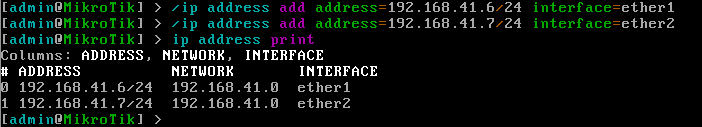 [admin@MikroTik] > /ip address add address=192.168.41.6/24 interface=ether1
[admin@MikroTik] > /ip address add address=192.168.41.7/24 interface=ether2
[admin@MikroTik] > ip address print
Columns: ADDRESS, NETWORK, INTERFACE
# ADDRESS          NETWORK       INTERFACE
0 192.168.41.6/24  192.168.41.0  ether1
1 192.168.41.7/24  192.168.41.0  ether2
[admin@MikroTik] >